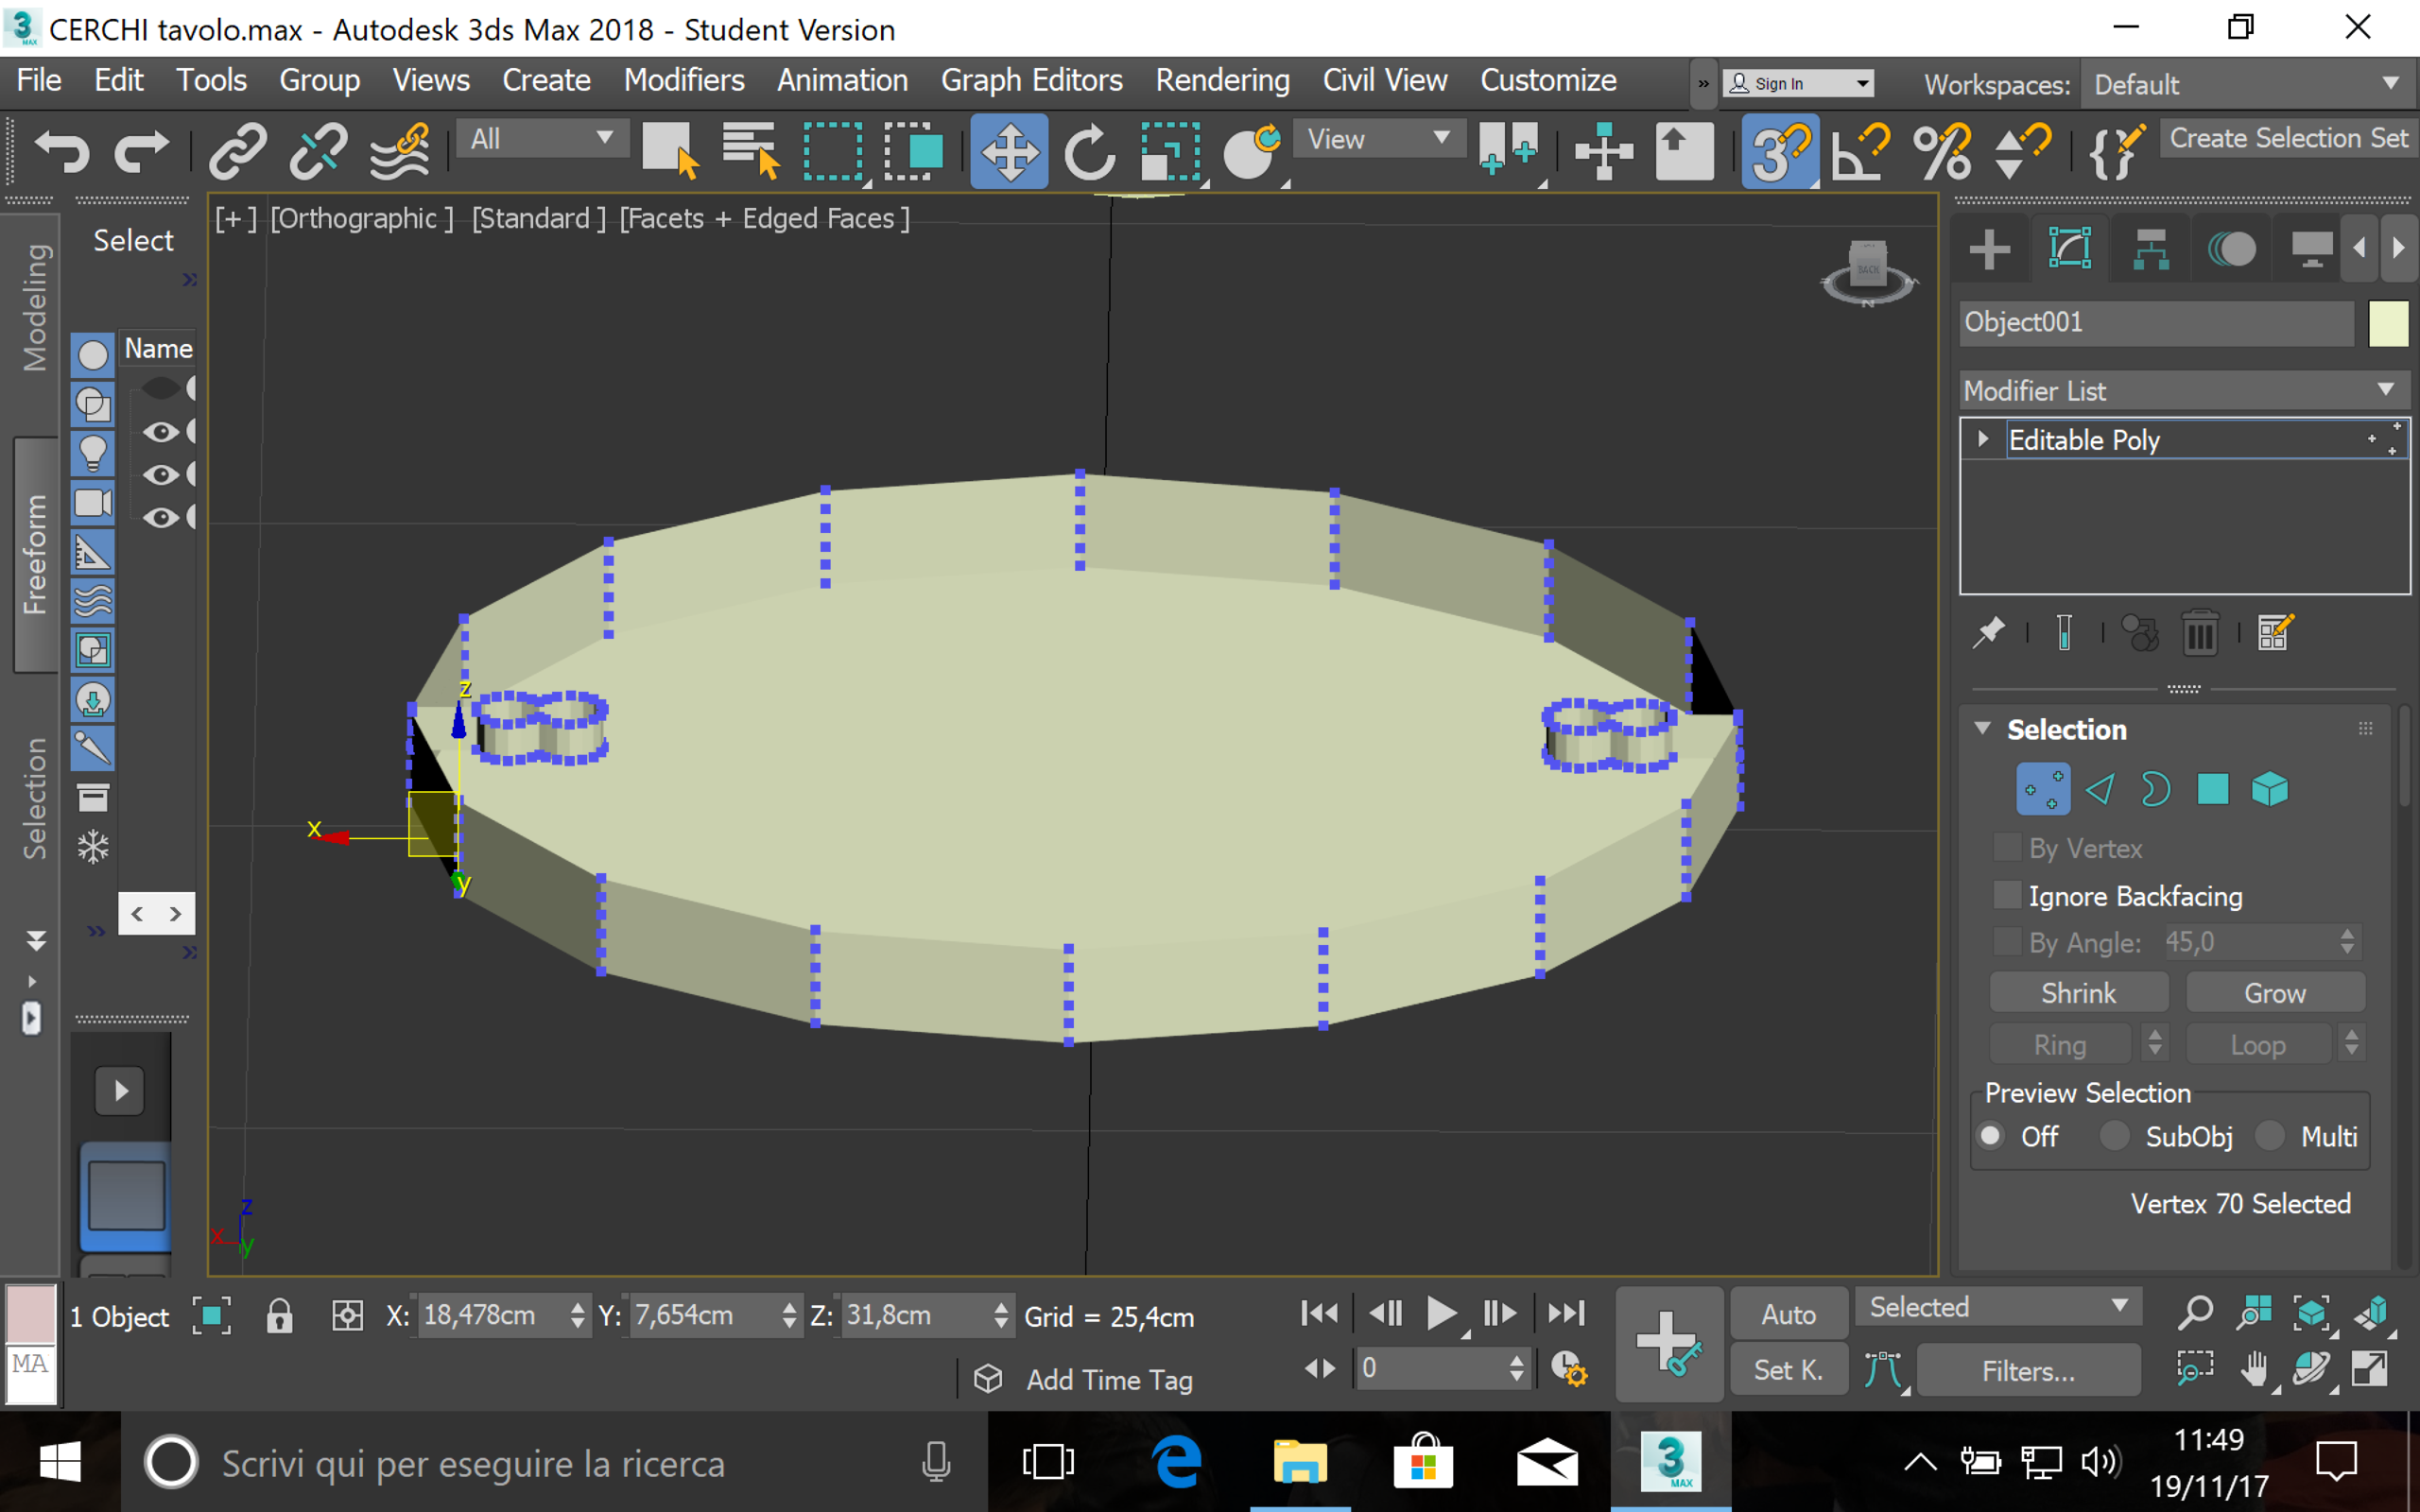 CERCHI tavolo.max - Autodesk 3ds Max 2018 - Student Version
File Edit Tools Group Views Create Modifiers Animation Graph Editors Rendering Civil View Customize » Sign In Workspaces: Default
All View Create Selection Set
[+] [Orthographic] [Standard] [Facets + Edged Faces]
Select
Modeling
Name
Freeform
Selection
BACK
N
Object001
Modifier List
Editable Poly
Selection
By Vertex
Ignore Backfacing
By Angle: 45,0
Shrink Grow
Ring Loop
Preview Selection
Off SubObj Multi
Vertex 70 Selected
z
x
y
z
x
y
1 Object X: 18,478cm Y: 7,654cm Z: 31,8cm Grid = 25,4cm Auto Selected
MA Add Time Tag 0 Set K. Filters...
Scrivi qui per eseguire la ricerca
11:49
19/11/17